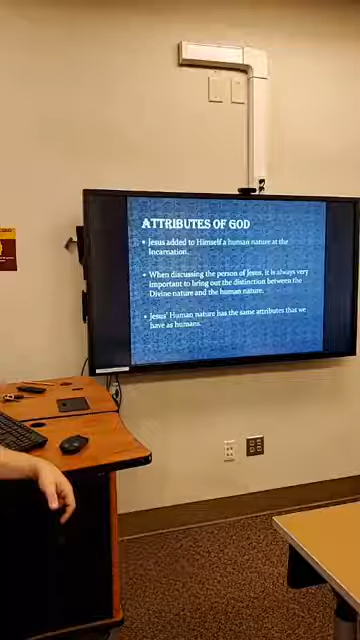 ATTRIBUTES OF GOD
• Jesus added to Himself a human nature at the
Incarnation.
• When discussing the person of Jesus, it is always very
important to bring out the distinction between the
Divine nature and the human nature.
• Jesus' Human nature has the same attributes that we
have as humans.